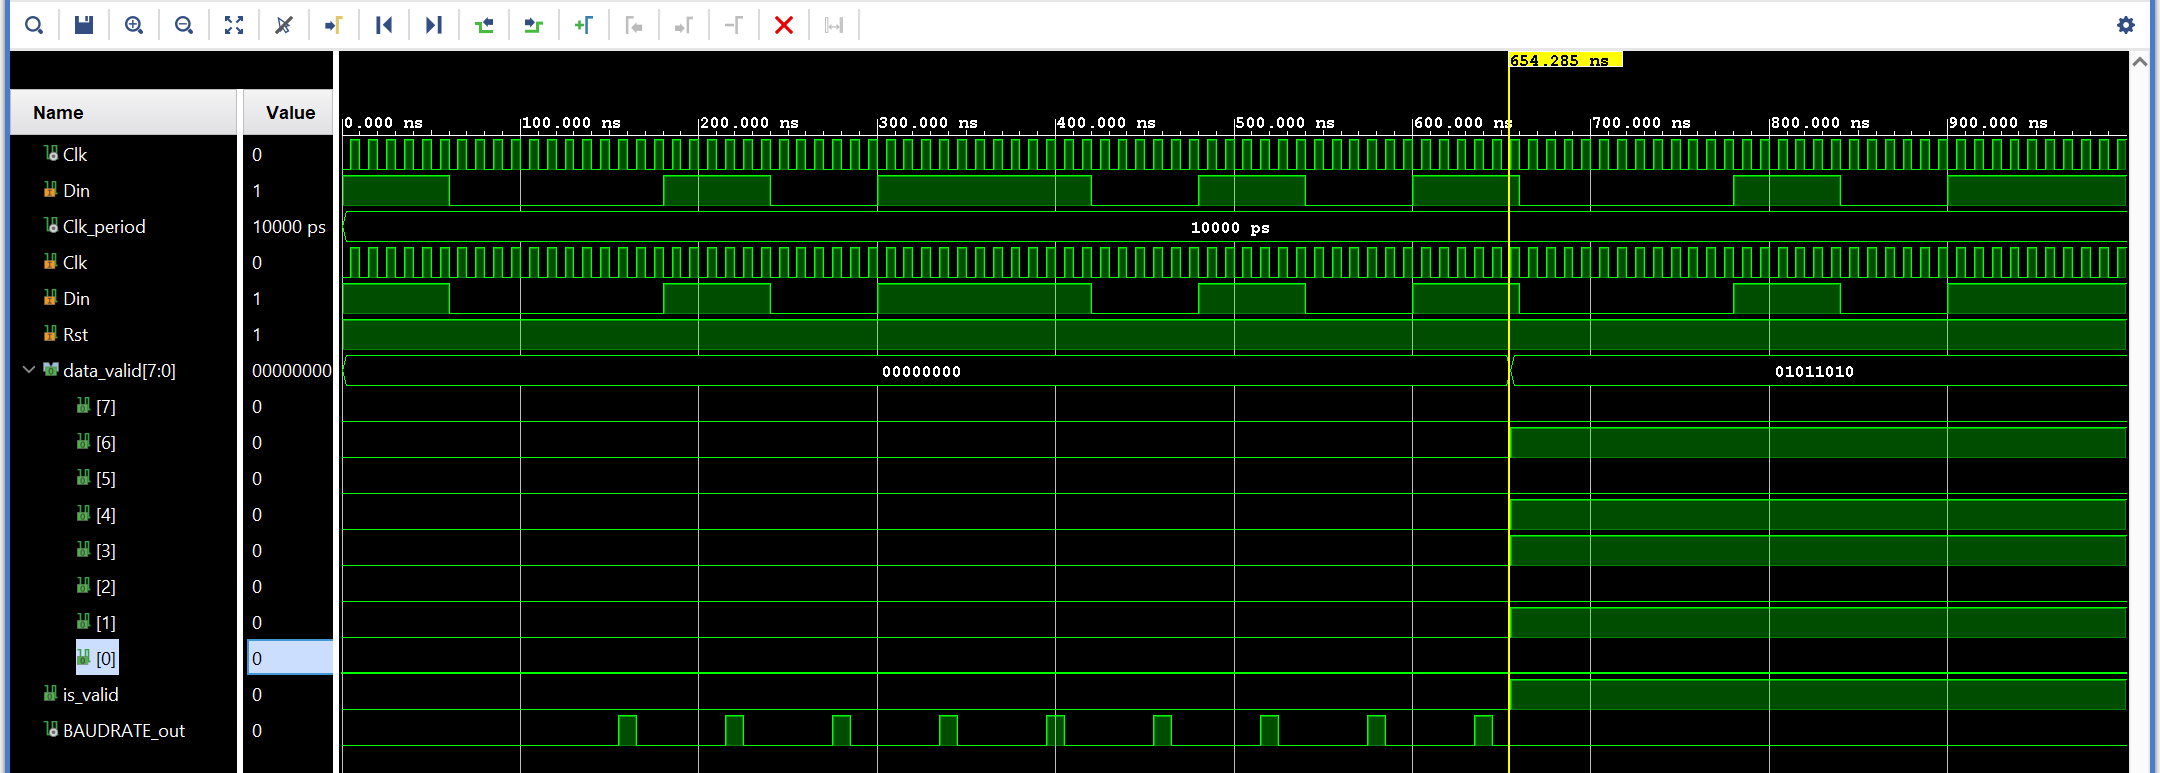 654.285 ns
Name Value
0.000 ns 100.000 ns 200.000 ns 300.000 ns 400.000 ns 500.000 ns 600.000 ns 700.000 ns 800.000 ns 900.000 ns
Clk 0
Din 1
Clk_period 10000 ps 10000 ps
Clk 0
Din 1
Rst 1
data_valid[7:0] 00000000 00000000 01011010
[7] 0
[6] 0
[5] 0
[4] 0
[3] 0
[2] 0
[1] 0
[0] 0
is_valid 0
BAUDRATE_out 0